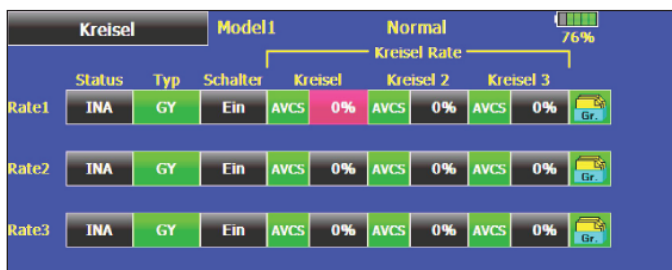 Kreisel Model1 Normal 76%
Kreisel Rate
Status Typ Schalter Kreisel Kreisel 2 Kreisel 3
Rate1 INA GY Ein AVCS 0% AVCS 0% AVCS 0% Gr.
Rate2 INA GY Ein AVCS 0% AVCS 0% AVCS 0% Gr.
Rate3 INA GY Ein AVCS 0% AVCS 0% AVCS 0% Gr.